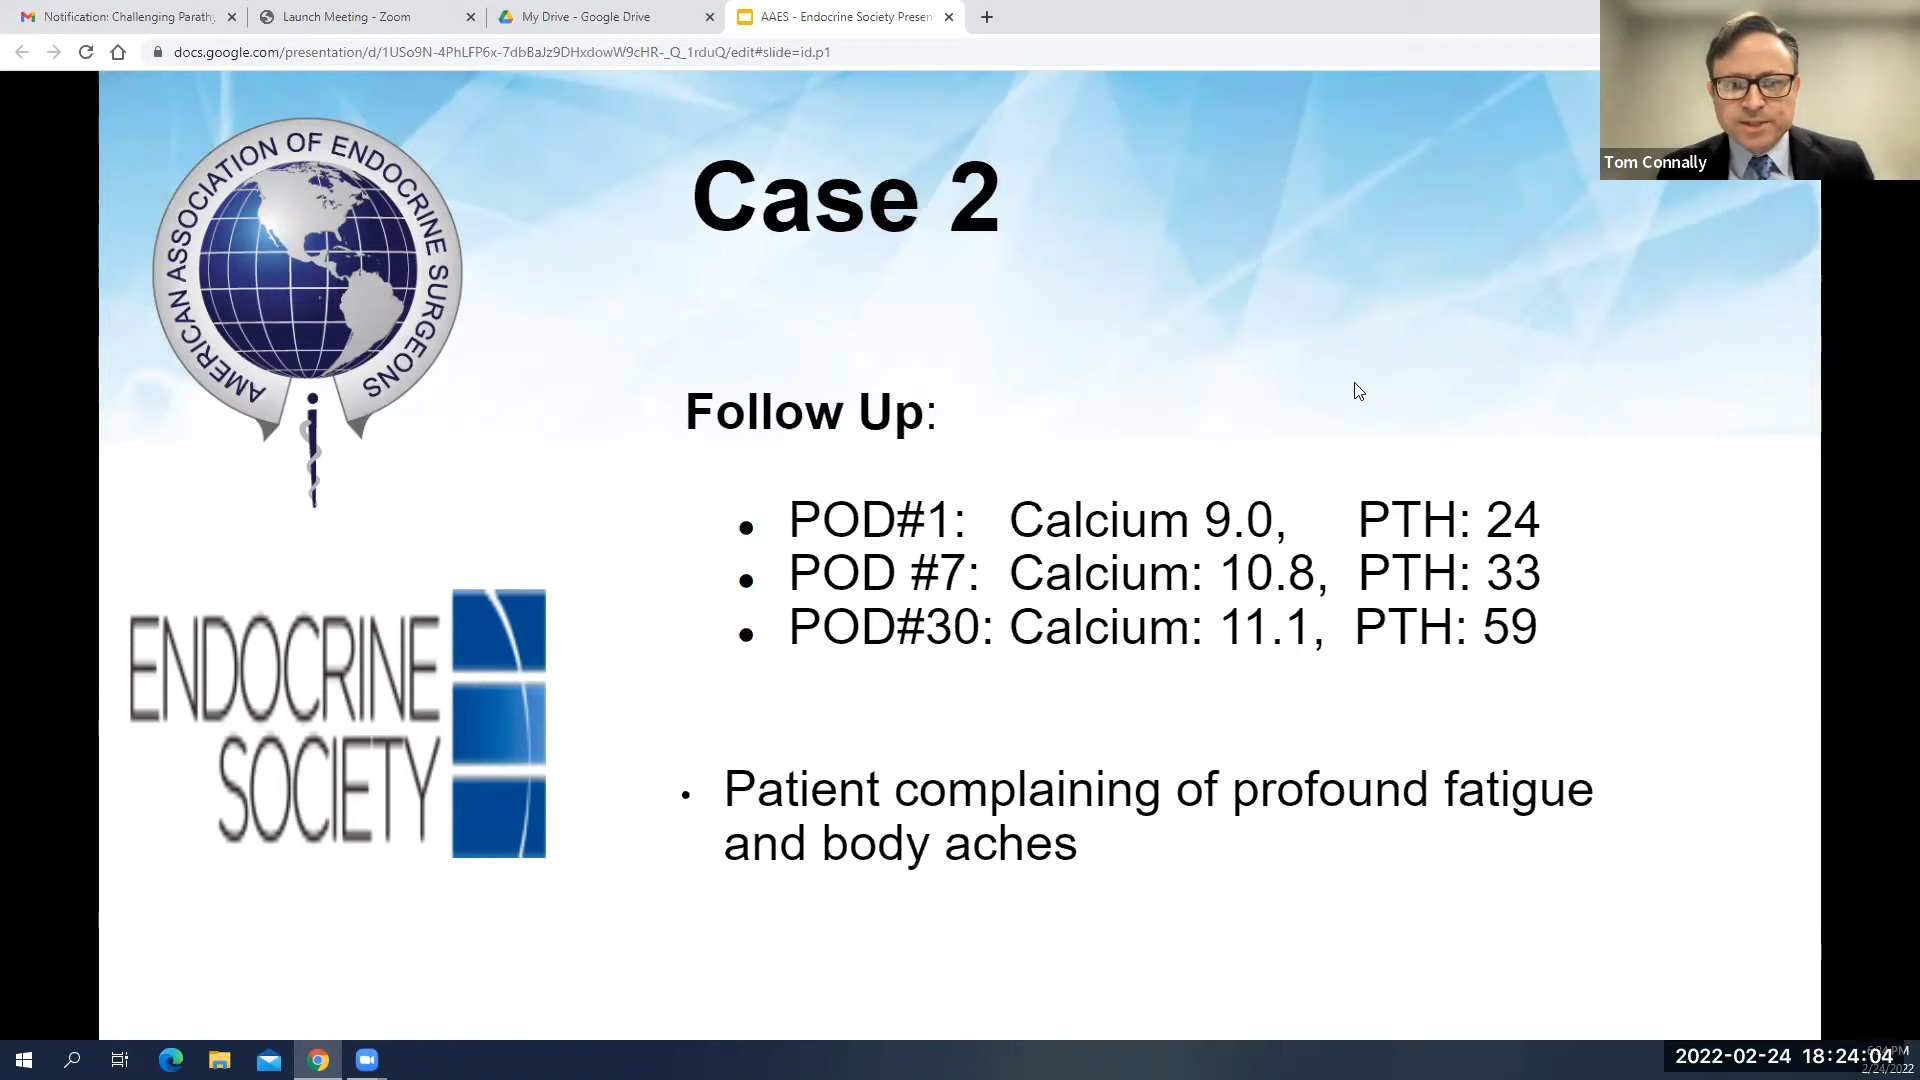 Notification: Challenging Parath
Launch Meeting - Zoom
My Drive - Google Drive
AAES - Endocrine Society Presen
docs.google.com/presentation/d/1USo9N-4PhLFP6x-7dbBaJz9DHxdowW9cHR-_Q_1rduQ/edit#slide=id.p1
Tom Connally
AMERICAN ASSOCIATION OF ENDOCRINE SURGEONS
Case 2
Follow Up:
• POD#1: Calcium 9.0, PTH: 24
• POD #7: Calcium: 10.8, PTH: 33
• POD#30: Calcium: 11.1, PTH: 59
ENDOCRINE
SOCIETY
• Patient complaining of profound fatigue
and body aches
2022-02-24 18:24:04
2/24/2022